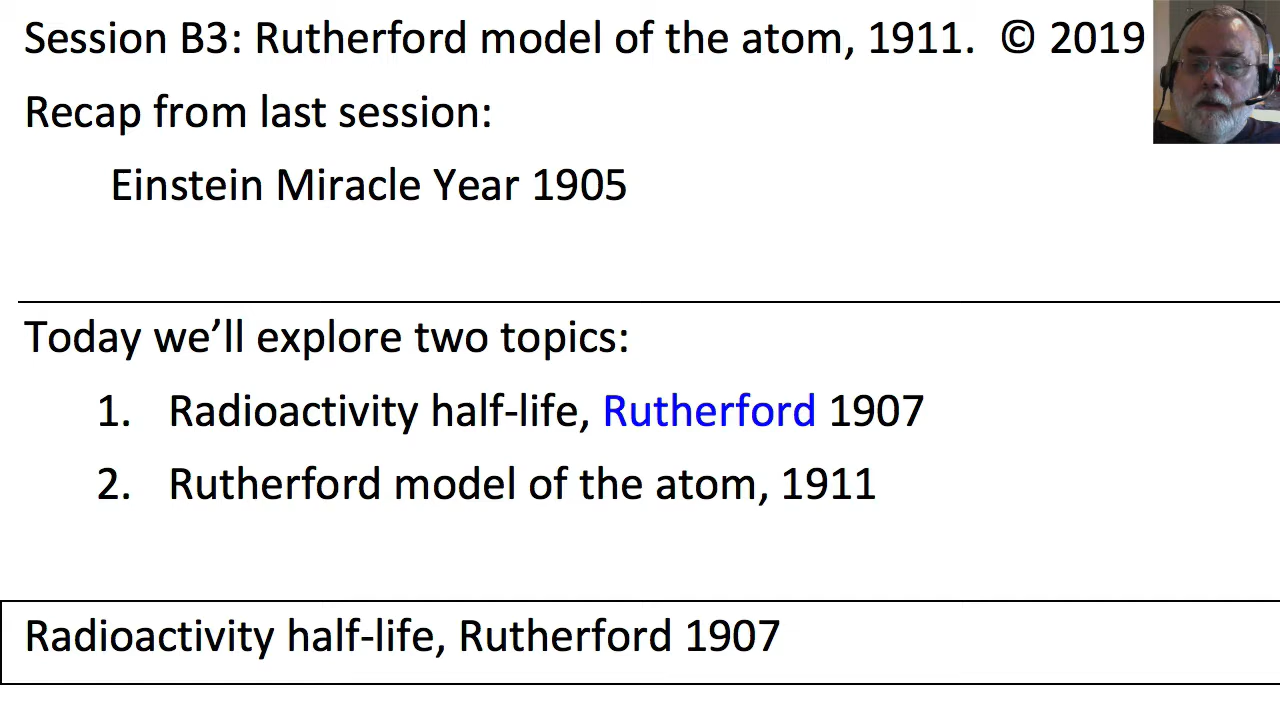 Session B3: Rutherford model of the atom, 1911. © 2019
Recap from last session:
Einstein Miracle Year 1905
Today we’ll explore two topics:
1. Radioactivity half-life, Rutherford 1907
2. Rutherford model of the atom, 1911
Radioactivity half-life, Rutherford 1907